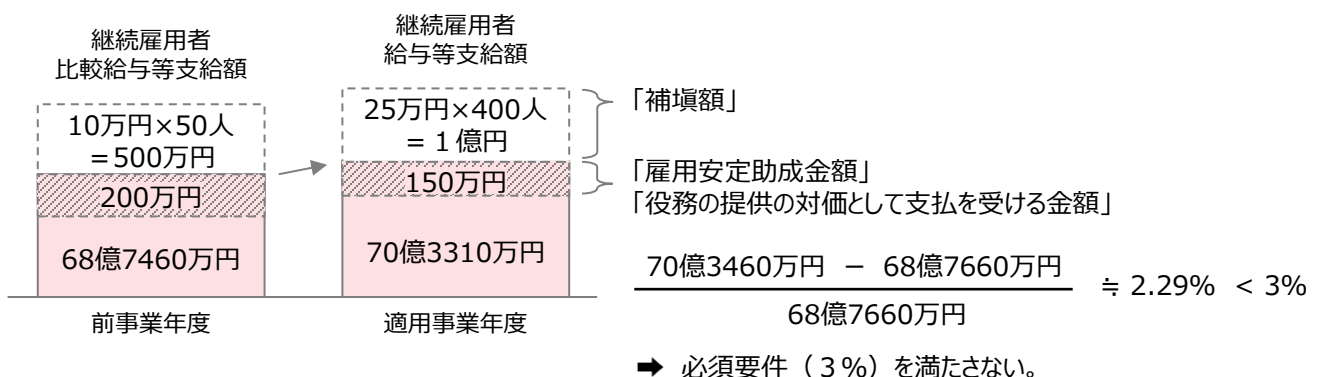 継続雇用者
比較給与等支給額
10万円×50人
=500万円
200万円
68億7460万円
前事業年度
継続雇用者
給与等支給額
25万円×400人
=１億円
150万円
70億3310万円
適用事業年度
「補塡額」
「雇用安定助成金額」
「役務の提供の対価として支払を受ける金額」
70億3460万円 － 68億7660万円
68億7660万円
≒ 2.29% < 3%
➡ 必須要件（３%）を満たさない。